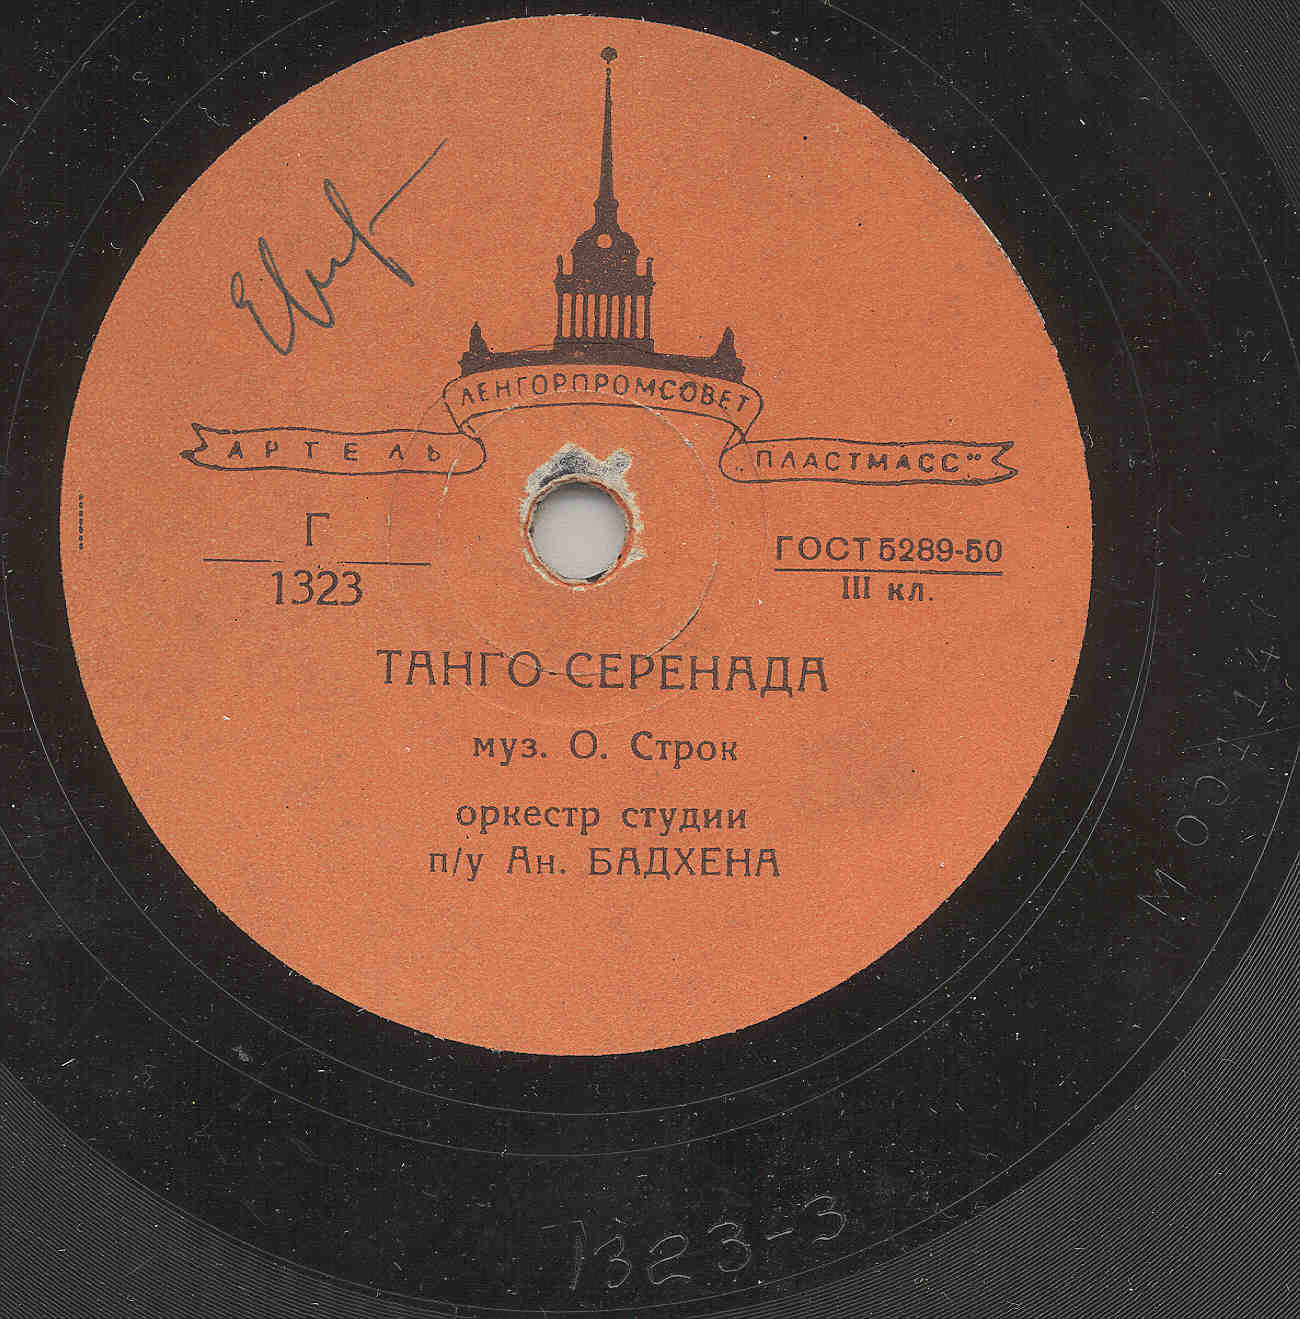 ЛЕНГОРПРОМСОВЕТ
АРТЕЛЬ „ПЛАСТМАСС"
Г
1323
ГОСТ 5289-50
III кл.
ТАНГО-СЕРЕНАДА
муз. О. Строк
оркестр студии
п/у Ан. БАДХЕНА
1323-3